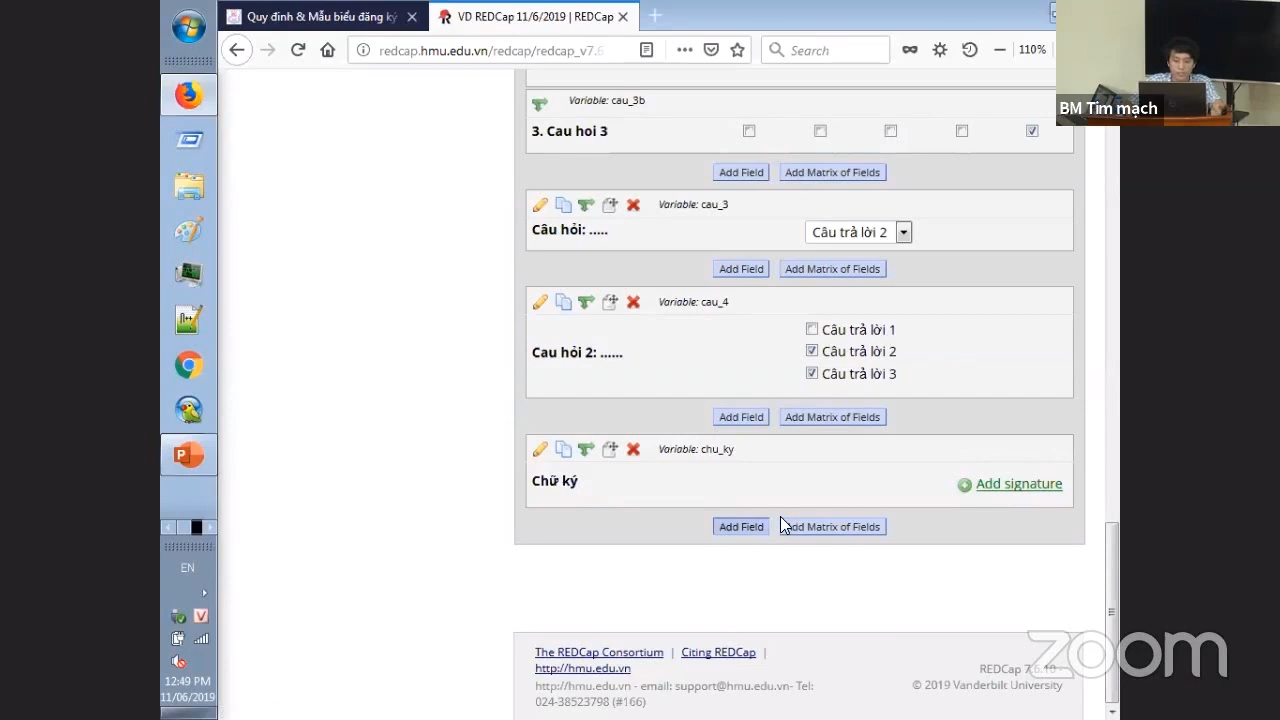 Quy đinh & Mẫu biểu đăng ký
VD REDCap 11/6/2019 | REDCap
redcap.hmu.edu.vn/redcap/redcap_v7.6
Search
110%
BM Tim mạch
Variable: cau_3b
3. Cau hoi 3
Add Field Add Matrix of Fields
Variable: cau_3
Câu hỏi: .....
Câu trả lời 2
Add Field Add Matrix of Fields
Variable: cau_4
Câu trả lời 1
Cau hỏi 2: ......
Câu trả lời 2
Câu trả lời 3
Add Field Add Matrix of Fields
Variable: chu_ky
Chữ ký
Add signature
Add Field Add Matrix of Fields
EN
12:49 PM
11/06/2019
The REDCap Consortium | Citing REDCap |
http://hmu.edu.vn
http://hmu.edu.vn - email: support@hmu.edu.vn- Tel:
024-38523798 (#166)
REDCap 7.6.10 -
© 2019 Vanderbilt University
zoom